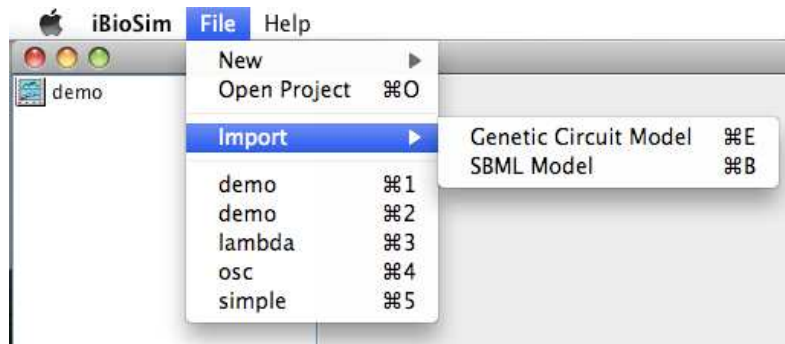 iBioSim File Help
New
demo
Open Project ⌘O
Import
Genetic Circuit Model ⌘E
SBML Model ⌘B
demo ⌘1
demo ⌘2
lambda ⌘3
osc ⌘4
simple ⌘5